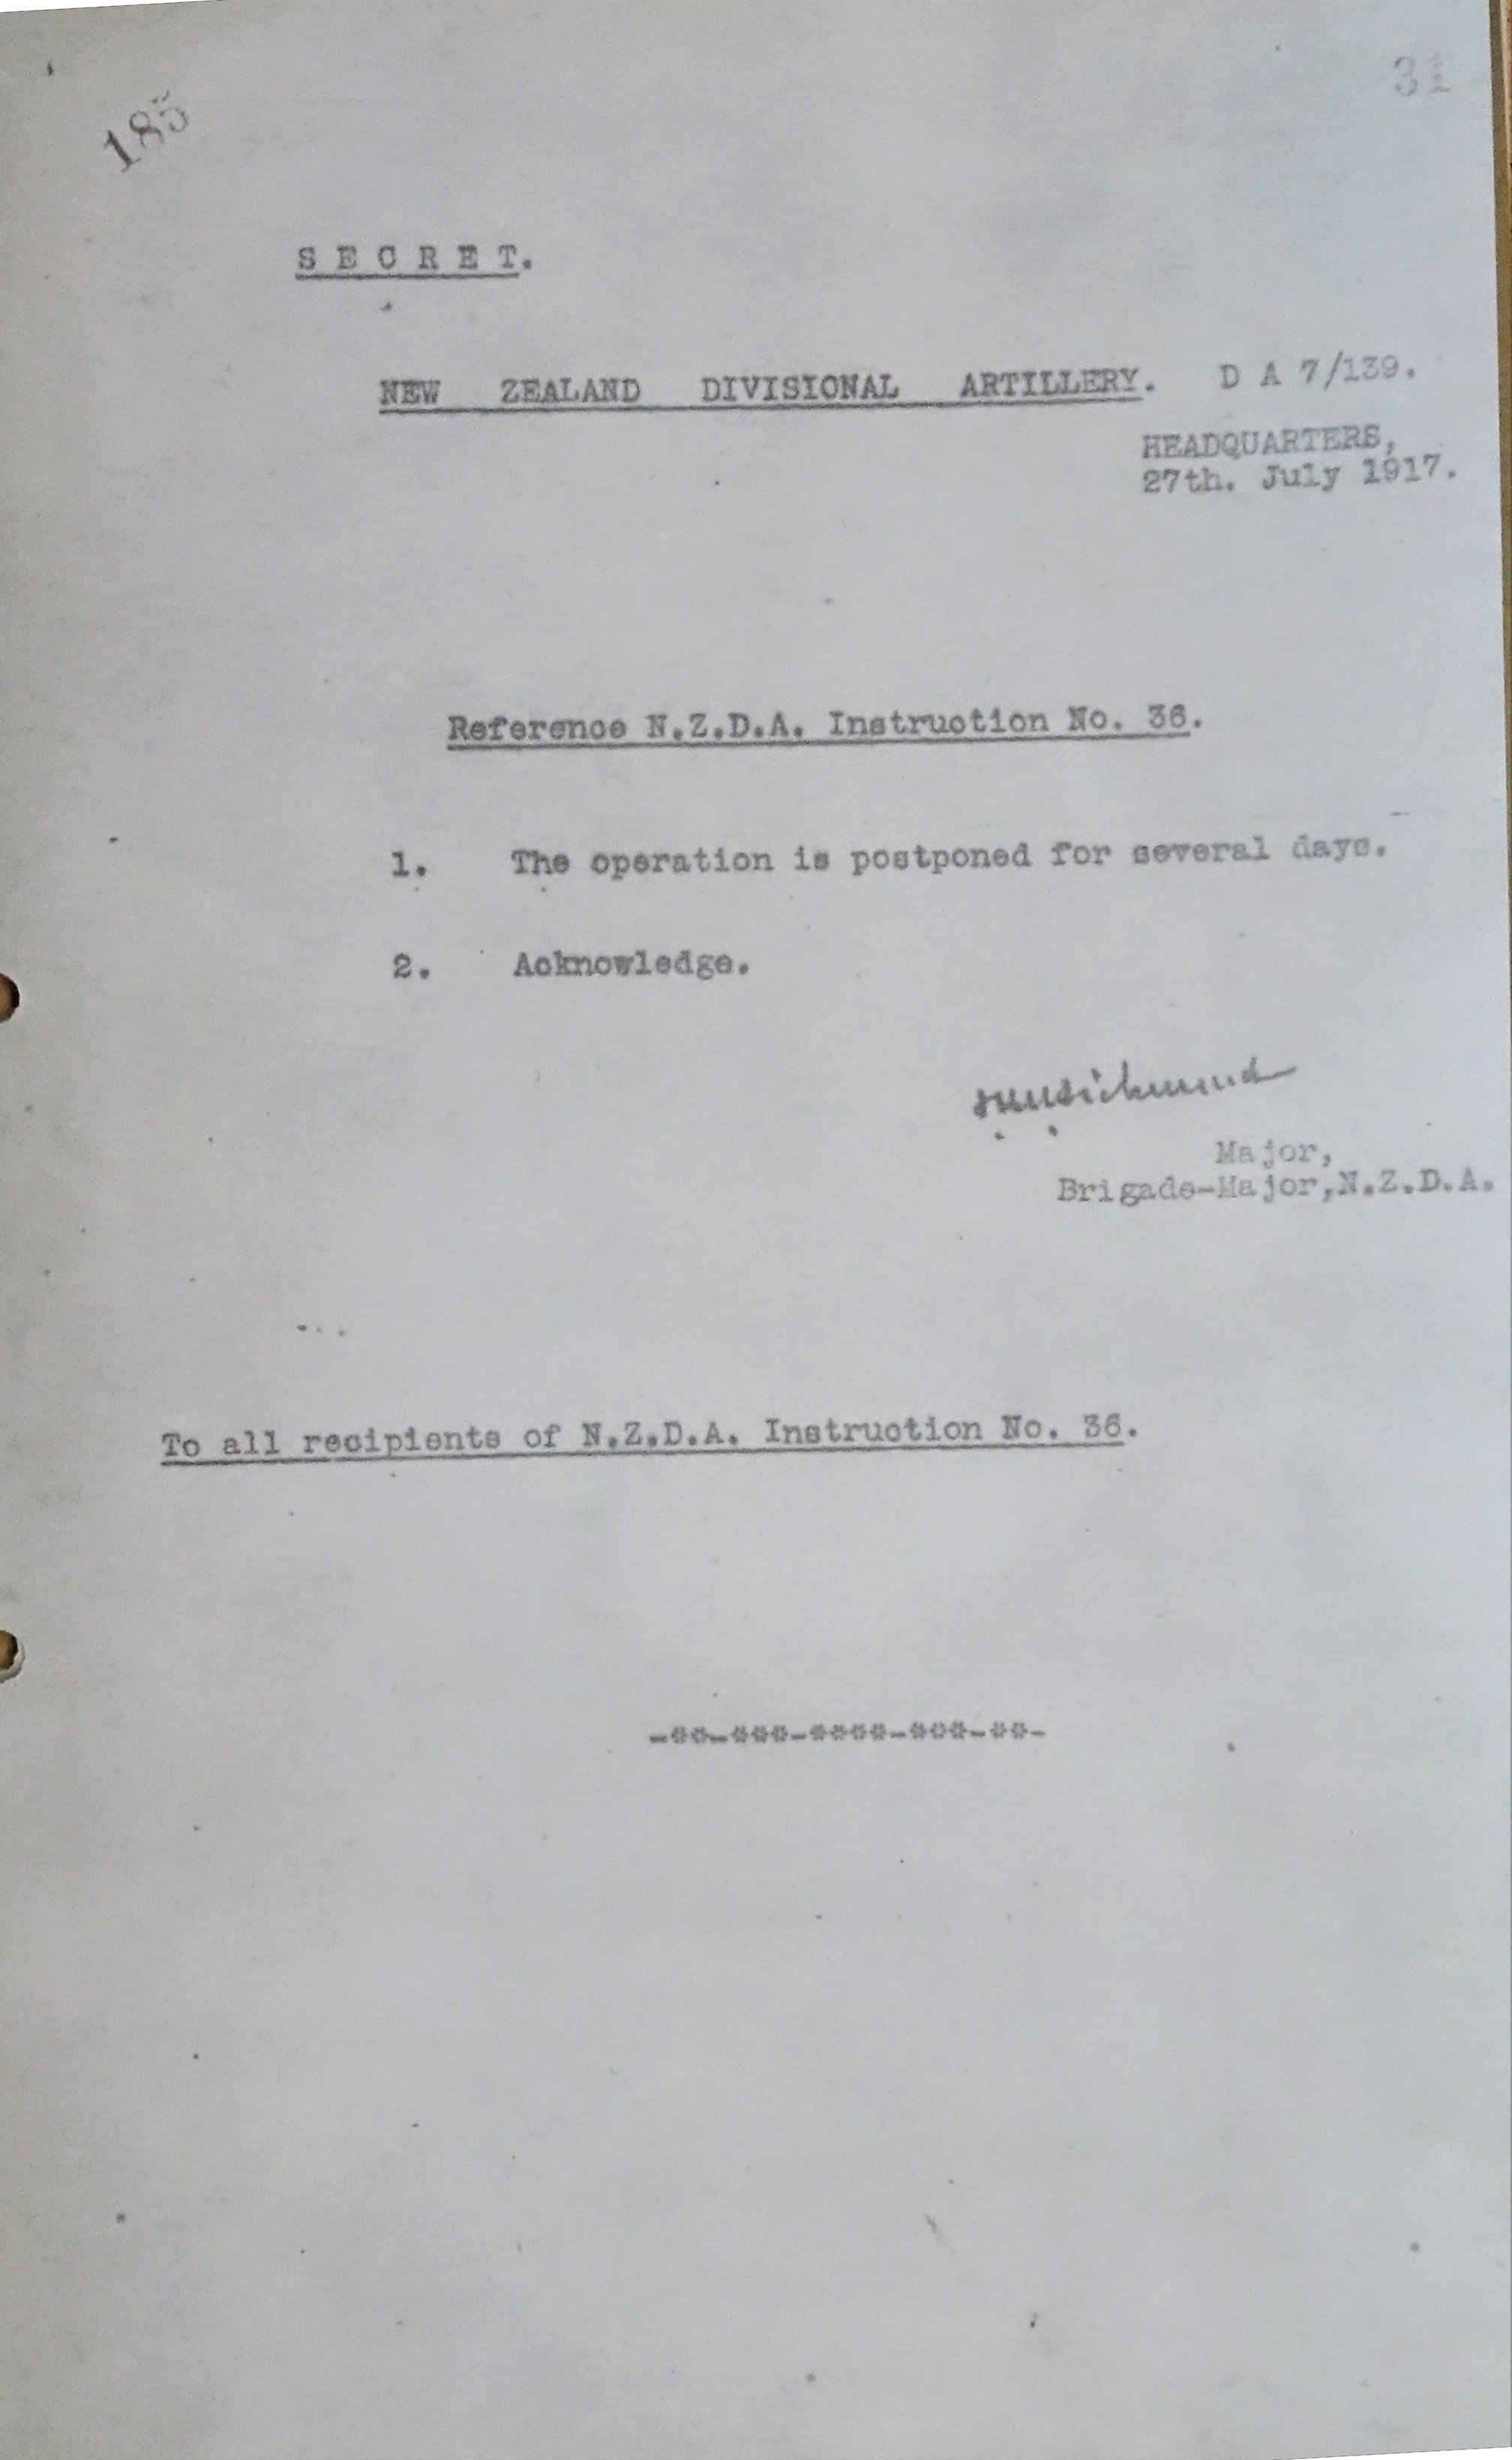 185
31
S E C R E T.
NEW ZEALAND DIVISIONAL ARTILLERY. D A 7/139.
HEADQUARTERS,
27th. July 1917.
Reference N.Z.D.A. Instruction No. 36.
1. The operation is postponed for several days.
2. Acknowledge.
Major,
Brigade-Major,N.Z.D.A.
To all recipients of N.Z.D.A. Instruction No. 36.
-**-***-****-***-**-